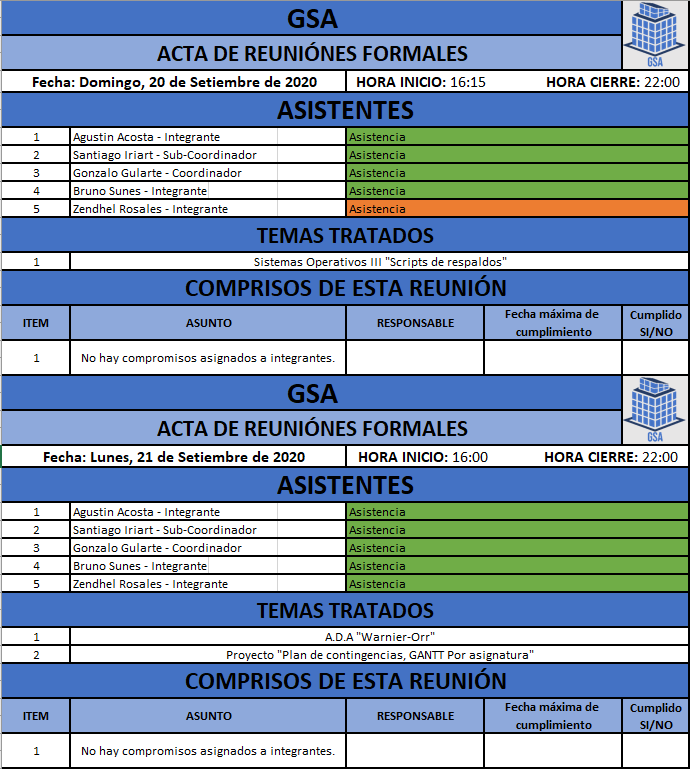 GSA
ACTA DE REUNIÓNES FORMALES
GSA
Fecha: Domingo, 20 de Setiembre de 2020 HORA INICIO: 16:15 HORA CIERRE: 22:00
ASISTENTES
1 Agustin Acosta - Integrante Asistencia
2 Santiago Iriart - Sub-Coordinador Asistencia
3 Gonzalo Gularte - Coordinador Asistencia
4 Bruno Sunes - Integrante Asistencia
5 Zendhel Rosales - Integrante Asistencia
TEMAS TRATADOS
1 Sistemas Operativos III "Scripts de respaldos"
COMPRISOS DE ESTA REUNIÓN
ITEM ASUNTO RESPONSABLE Fecha máxima de cumplimiento Cumplido SI/NO
1 No hay compromisos asignados a integrantes.
GSA
ACTA DE REUNIÓNES FORMALES
GSA
Fecha: Lunes, 21 de Setiembre de 2020 HORA INICIO: 16:00 HORA CIERRE: 22:00
ASISTENTES
1 Agustin Acosta - Integrante Asistencia
2 Santiago Iriart - Sub-Coordinador Asistencia
3 Gonzalo Gularte - Coordinador Asistencia
4 Bruno Sunes - Integrante Asistencia
5 Zendhel Rosales - Integrante Asistencia
TEMAS TRATADOS
1 A.D.A "Warnier-Orr"
2 Proyecto "Plan de contingencias, GANTT Por asignatura"
COMPRISOS DE ESTA REUNIÓN
ITEM ASUNTO RESPONSABLE Fecha máxima de cumplimiento Cumplido SI/NO
1 No hay compromisos asignados a integrantes.